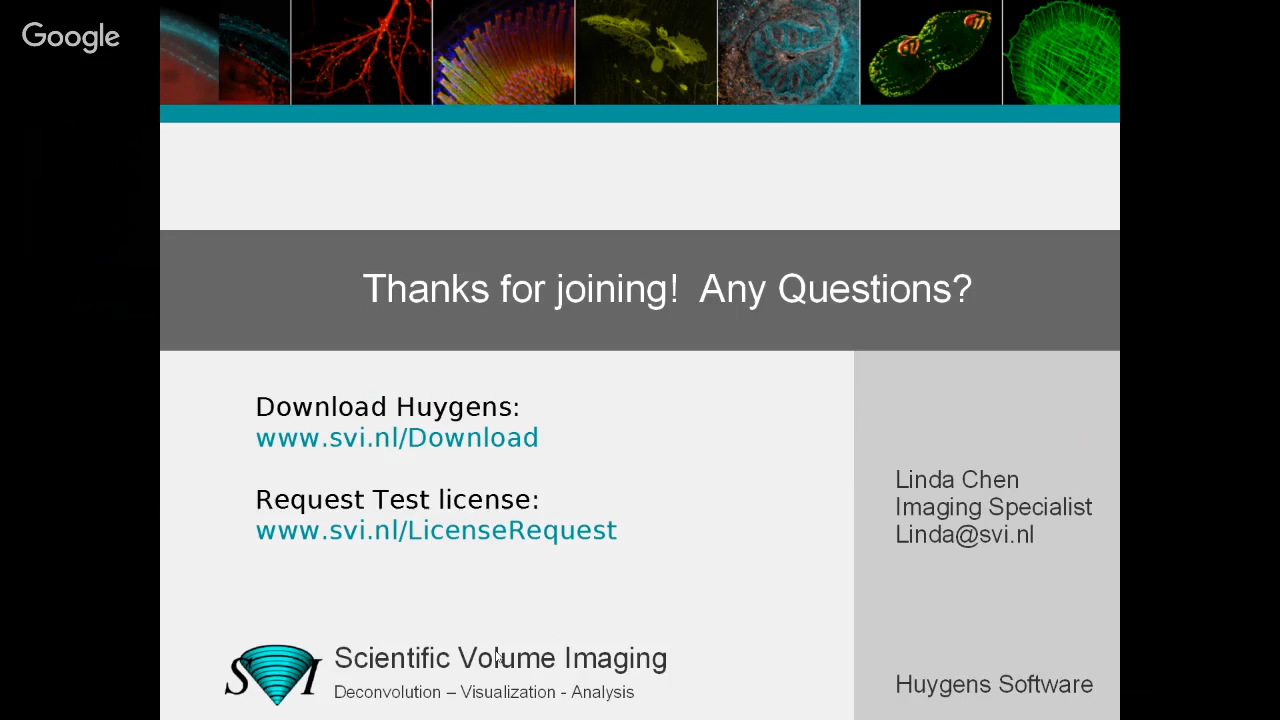 Google
Thanks for joining!  Any Questions?
Download Huygens:
www.svi.nl/Download
Request Test license:
www.svi.nl/LicenseRequest
Linda Chen
Imaging Specialist
Linda@svi.nl
SVI
Scientific Volume Imaging
Deconvolution – Visualization - Analysis
Huygens Software